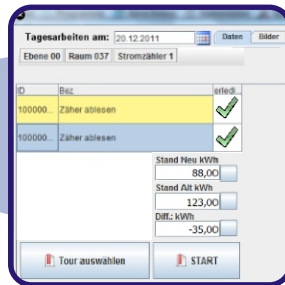 Tagesarbeiten am: 20.12.2011 Daten Bilder
Ebene 00 Raum 037 Stromzähler 1
ID Bez erledi...
100000... Zäher ablesen
100000... Zäher ablesen
Stand Neu kWh
88,00
Stand Alt kWh
123,00
Diff.: kWh
-35,00
Tour auswählen START